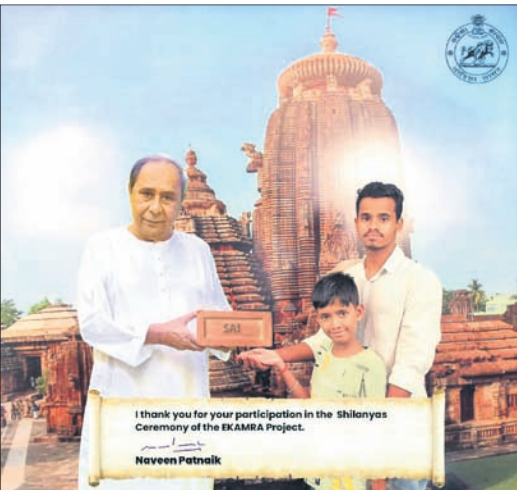 SAI
I thank you for your participation in the Shilanyas
Ceremony of the EKAMRA Project.
Naveen Patnaik